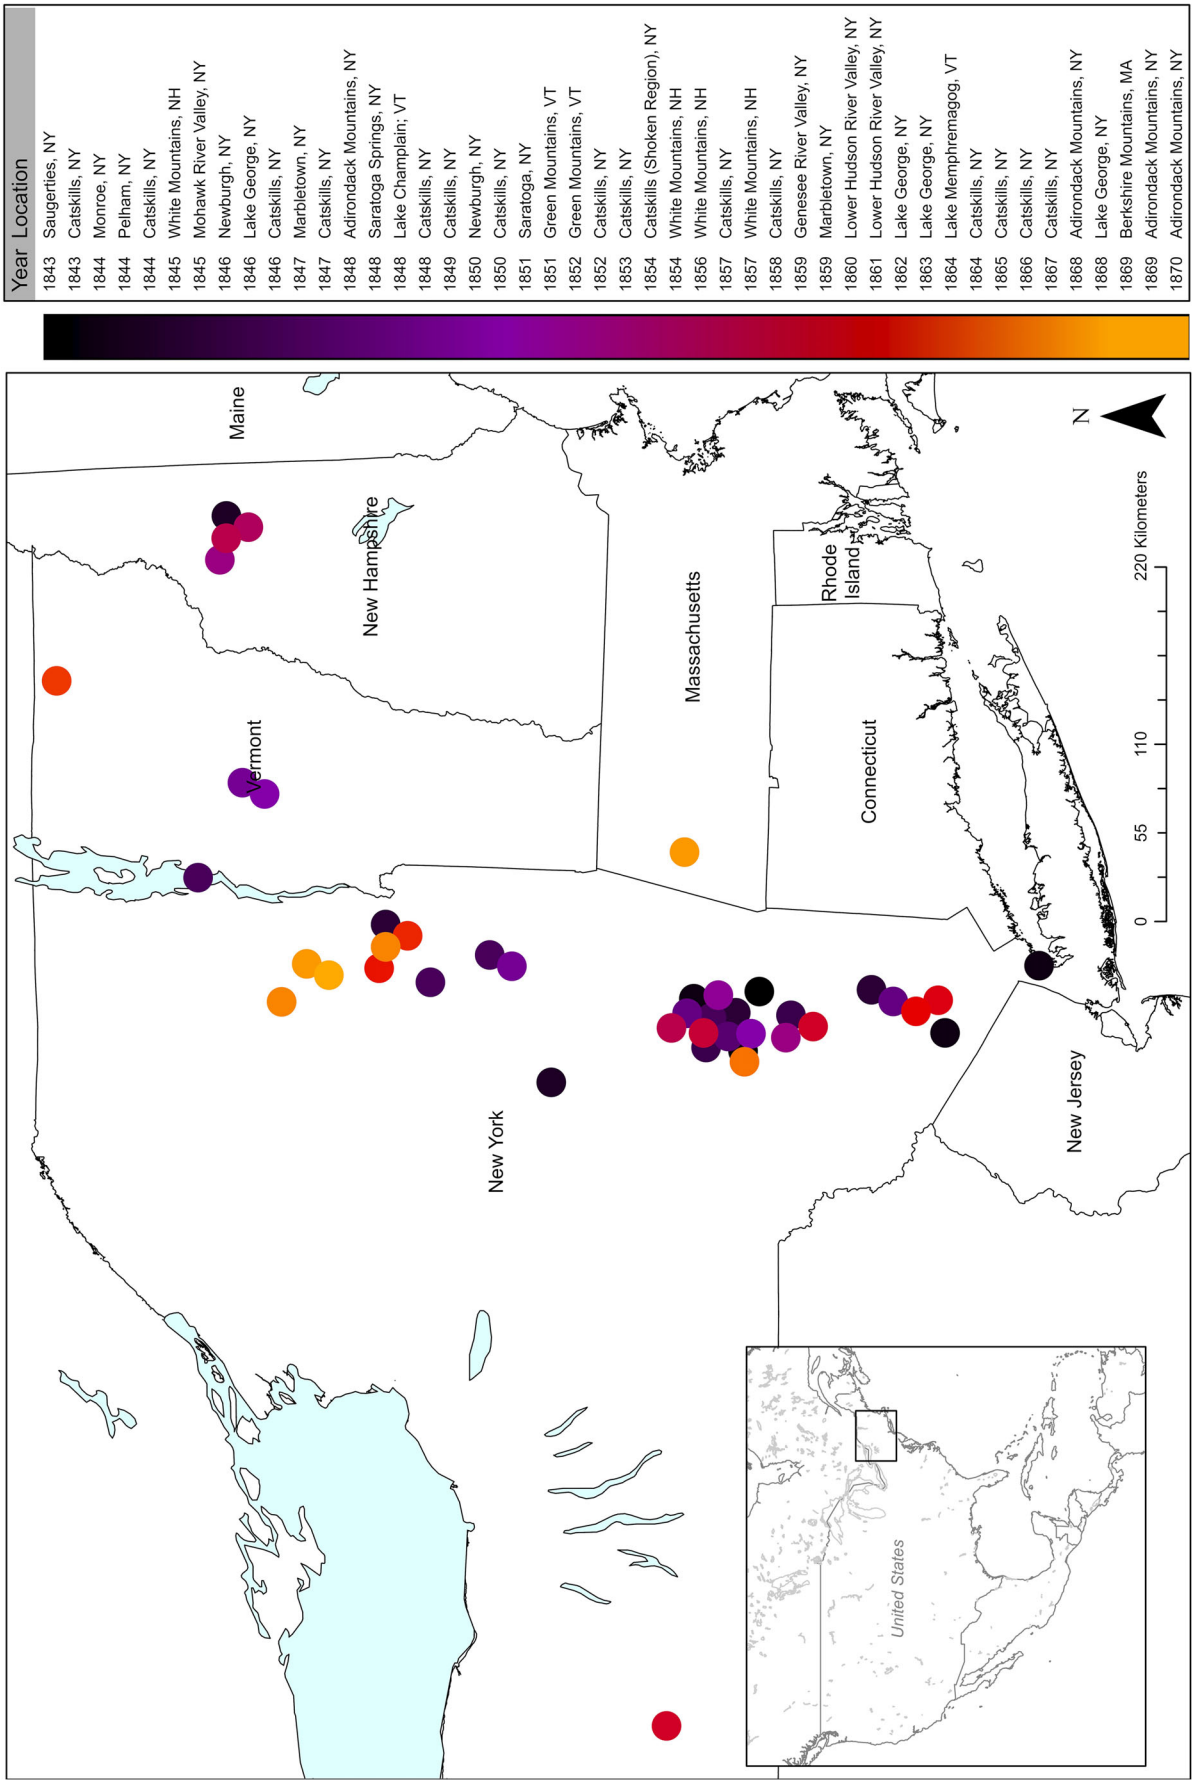 Year Location
1843 Saugerties, NY
1843 Catskills, NY
1844 Monroe, NY
1844 Pelham, NY
1844 Catskills, NY
1845 White Mountains, NH
1845 Mohawk River Valley, NY
1846 Newburgh, NY
1846 Lake George, NY
1846 Catskills, NY
1847 Marbletown, NY
1847 Catskills, NY
1848 Adirondack Mountains, NY
1848 Saratoga Springs, NY
1848 Lake Champlain; VT
1848 Catskills, NY
1849 Catskills, NY
1850 Newburgh, NY
1850 Catskills, NY
1851 Saratoga, NY
1851 Green Mountains, VT
1852 Green Mountains, VT
1852 Catskills, NY
1853 Catskills, NY
1854 Catskills (Shoken Region), NY
1854 White Mountains, NH
1856 White Mountains, NH
1857 Catskills, NY
1857 White Mountains, NH
1858 Catskills, NY
1859 Genesee River Valley, NY
1859 Marbletown, NY
1860 Lower Hudson River Valley, NY
1861 Lower Hudson River Valley, NY
1862 Lake George, NY
1863 Lake George, NY
1864 Lake Memphremagog, VT
1864 Catskills, NY
1865 Catskills, NY
1866 Catskills, NY
1867 Catskills, NY
1868 Adirondack Mountains, NY
1868 Lake George, NY
1869 Berkshire Mountains, MA
1869 Adirondack Mountains, NY
1870 Adirondack Mountains, NY
Maine
New Hampshire
Vermont
Massachusetts
Rhode
Island
Connecticut
New York
New Jersey
N
0 55 110 220 Kilometers
United States